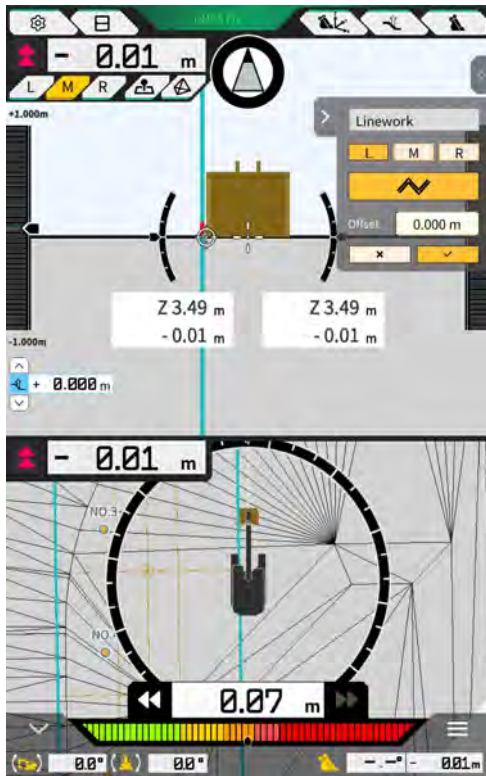 - 0.01 m
L M R
+1.000m
Linework
L M R
Offset 0.000 m
Z 3.49 m
- 0.01 m
Z 3.49 m
- 0.01 m
0
-1.000m
+ 0.000 m
- 0.01 m
NO.3
NO.
0.07 m
0.0° 0.0° --.-° - 0.01m